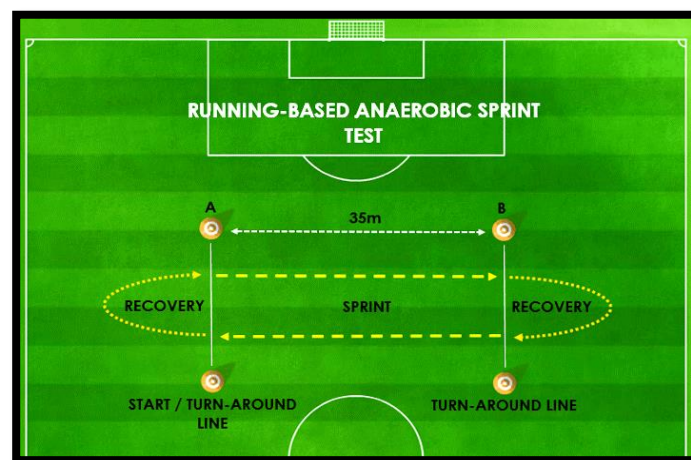 RUNNING-BASED ANAEROBIC SPRINT
TEST
A
B
35m
RECOVERY
SPRINT
RECOVERY
START / TURN-AROUND
LINE
TURN-AROUND LINE